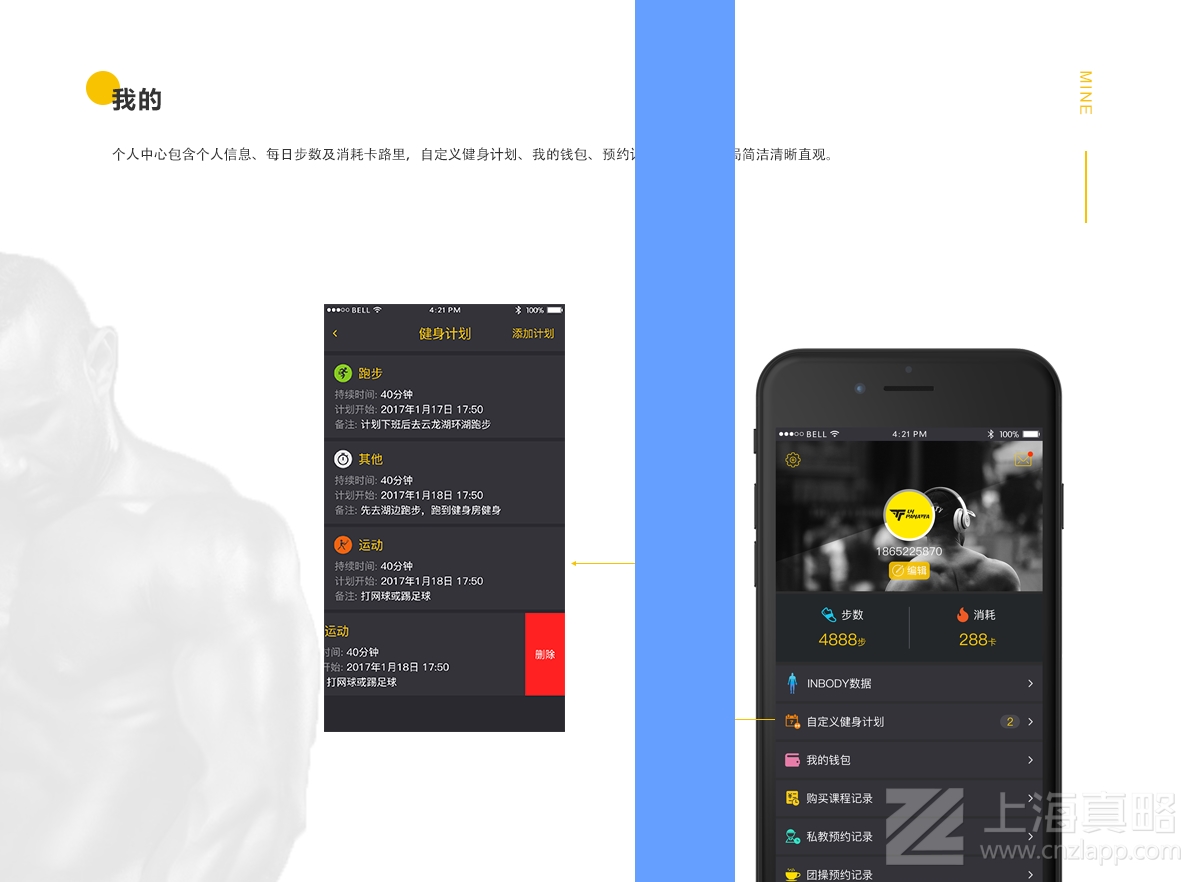 我的
MINE
个人中心包含个人信息、每日步数及消耗卡路里，自定义健身计划、我的钱包、预约
简洁清晰直观。
BELL
4:21 PM
100%
健身计划
添加计划
跑步
持续时间: 40分钟
计划开始: 2017年1月17日 17:50
备注: 计划下班后去云龙湖环湖跑步
其他
持续时间: 40分钟
计划开始: 2017年1月18日 17:50
备注: 先去湖边跑步，跑到健身房健身
运动
持续时间: 40分钟
计划开始: 2017年1月18日 17:50
备注: 打网球或踢足球
运动
时间: 40分钟
开始: 2017年1月18日 17:50
打网球或踢足球
删除
BELL
4:21 PM
100%
1865225870
编辑
步数
4888步
消耗
288卡
INBODY数据
自定义健身计划
2
我的钱包
购买课程记录
私教预约记录
团操预约记录
上海真略
www.cnzlapp.com